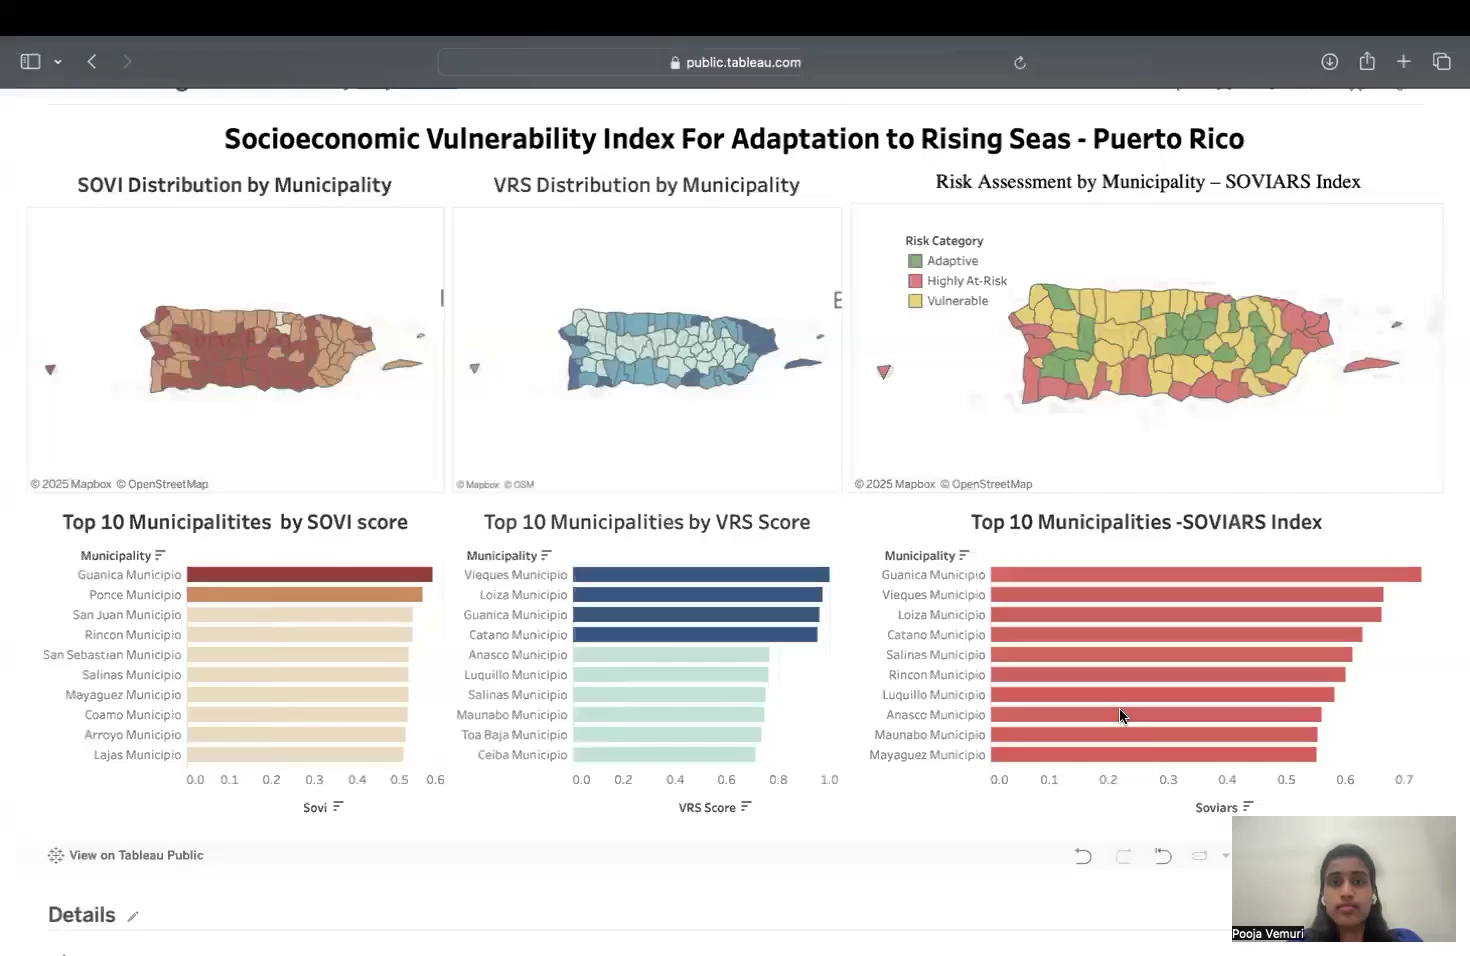 public.tableau.com
Socioeconomic Vulnerability Index For Adaptation to Rising Seas - Puerto Rico
SOVI Distribution by Municipality
© 2025 Mapbox © OpenStreetMap
VRS Distribution by Municipality
© Mapbox © OSM
Risk Assessment by Municipality – SOVIARS Index
Risk Category
Adaptive
Highly At-Risk
Vulnerable
© 2025 Mapbox © OpenStreetMap
Top 10 Municipalitites by SOVI score
Municipality
Guanica Municipio
Ponce Municipio
San Juan Municipio
Rincon Municipio
San Sebastian Municipio
Salinas Municipio
Mayaguez Municipio
Coamo Municipio
Arroyo Municipio
Lajas Municipio
0.0 0.1 0.2 0.3 0.4 0.5 0.6
Sovi
Top 10 Municipalities by VRS Score
Municipality
Vieques Municipio
Loiza Municipio
Guanica Municipio
Catano Municipio
Anasco Municipio
Luquillo Municipio
Salinas Municipio
Maunabo Municipio
Toa Baja Municipio
Ceiba Municipio
0.0 0.2 0.4 0.6 0.8 1.0
VRS Score
Top 10 Municipalities -SOVIARS Index
Municipality
Guanica Municipio
Vieques Municipio
Loiza Municipio
Catano Municipio
Salinas Municipio
Rincon Municipio
Luquillo Municipio
Anasco Municipio
Maunabo Municipio
Mayaguez Municipio
0.0 0.1 0.2 0.3 0.4 0.5 0.6 0.7
Soviars
View on Tableau Public
Details
Pooja Vemuri